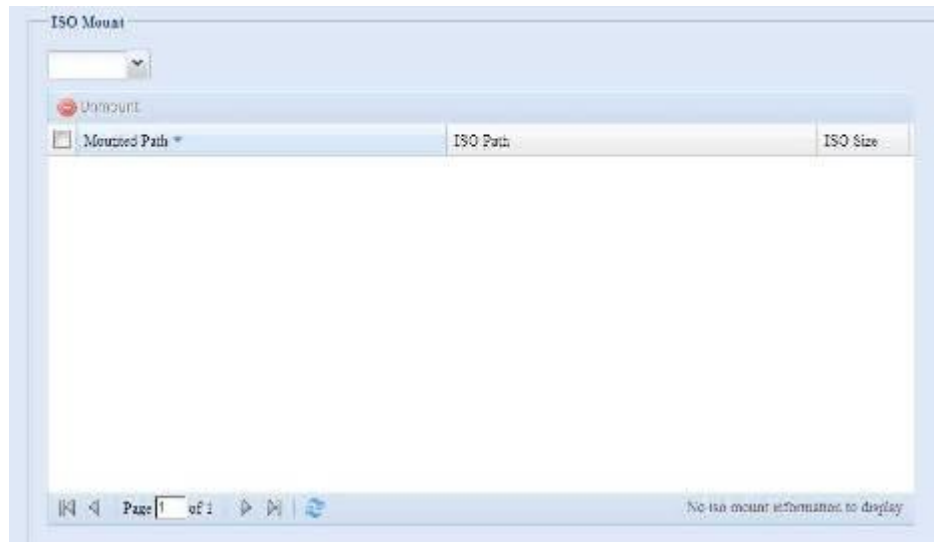 ISO Mount
Unmount
Mounted Path ISO Path ISO Size
Page 1 of 1 No iso mount information to display